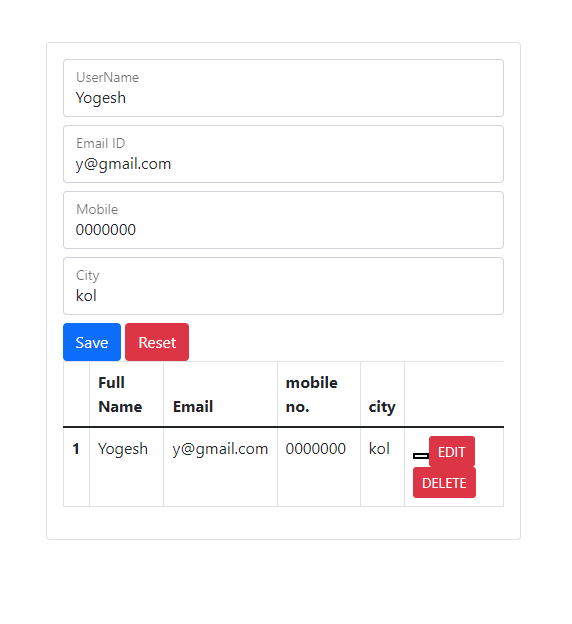 UserName
Yogesh
Email ID
y@gmail.com
Mobile
0000000
City
kol
Save Reset
Full Name Email mobile no. city
1 Yogesh y@gmail.com 0000000 kol EDIT
DELETE